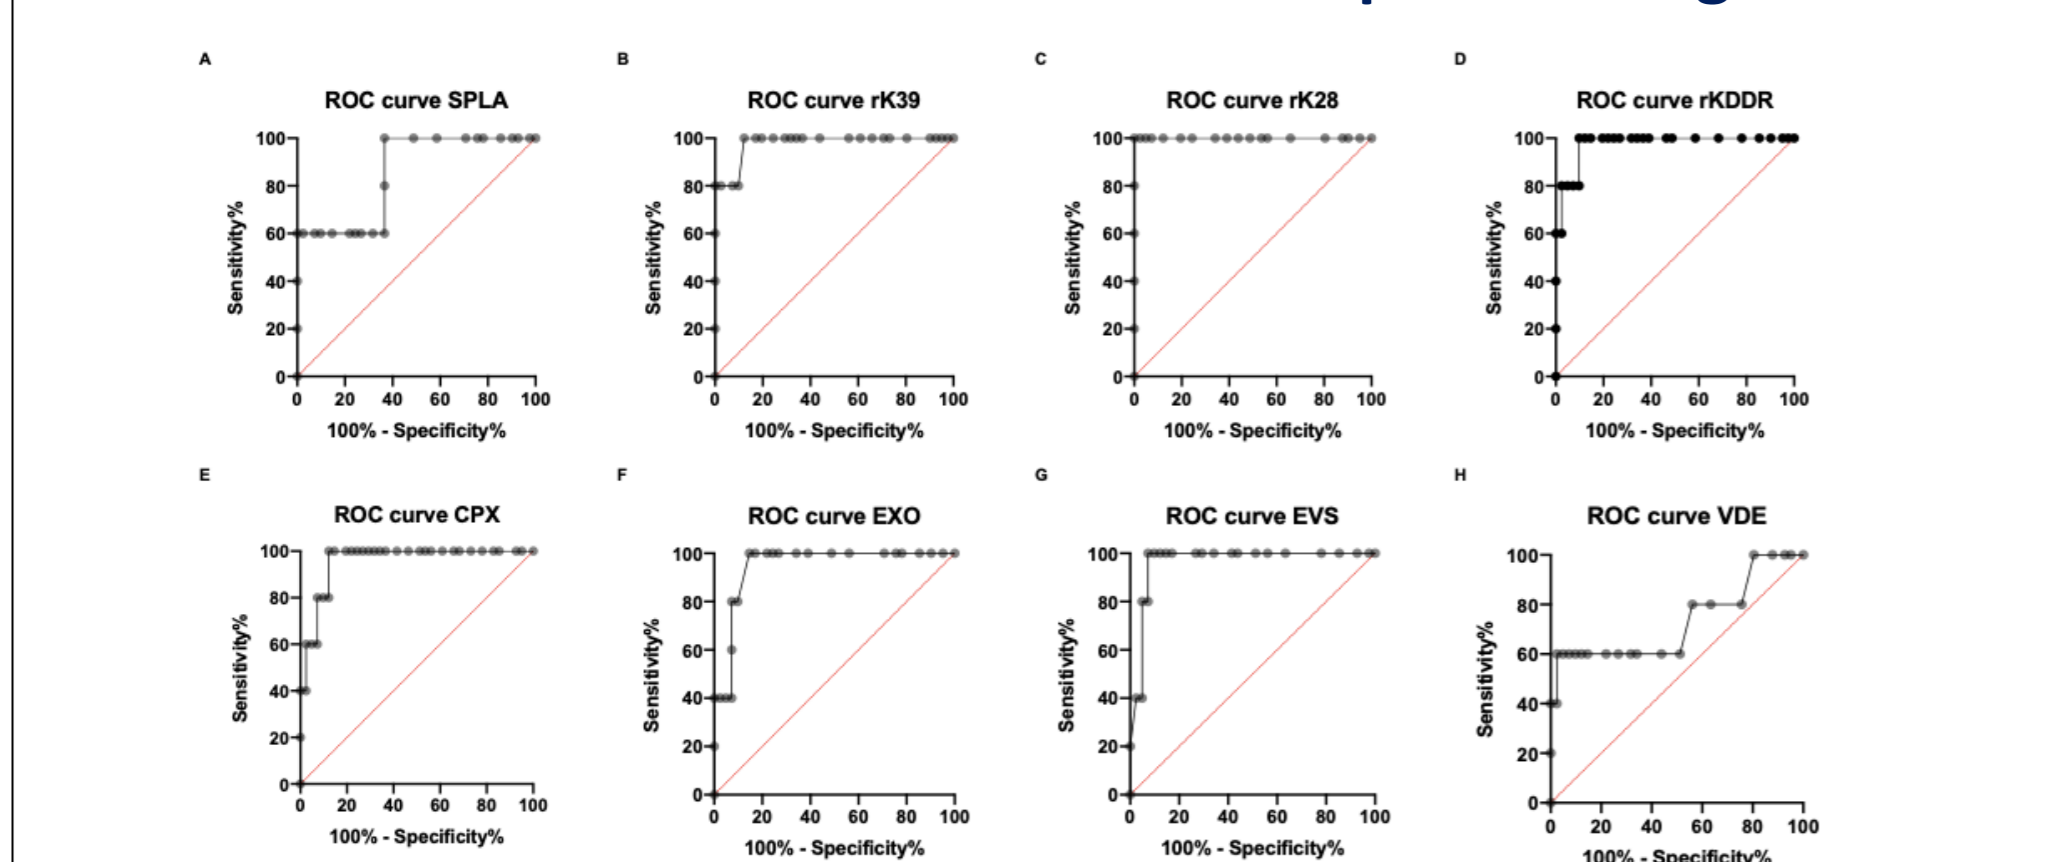 A
B
C
D
ROC curve SPLA
ROC curve rK39
ROC curve rK28
ROC curve rKDDR
Sensitivity%
100
80
60
40
20
0
0 20 40 60 80 100
100% - Specificity%
Sensitivity%
100
80
60
40
20
0
0 20 40 60 80 100
100% - Specificity%
Sensitivity%
100
80
60
40
20
0
0 20 40 60 80 100
100% - Specificity%
Sensitivity%
100
80
60
40
20
0
0 20 40 60 80 100
100% - Specificity%
E
F
G
H
ROC curve CPX
ROC curve EXO
ROC curve EVS
ROC curve VDE
Sensitivity%
100
80
60
40
20
0
0 20 40 60 80 100
100% - Specificity%
Sensitivity%
100
80
60
40
20
0
0 20 40 60 80 100
100% - Specificity%
Sensitivity%
100
80
60
40
20
0
0 20 40 60 80 100
100% - Specificity%
Sensitivity%
100
80
60
40
20
0
0 20 40 60 80 100
100% - Specificity%